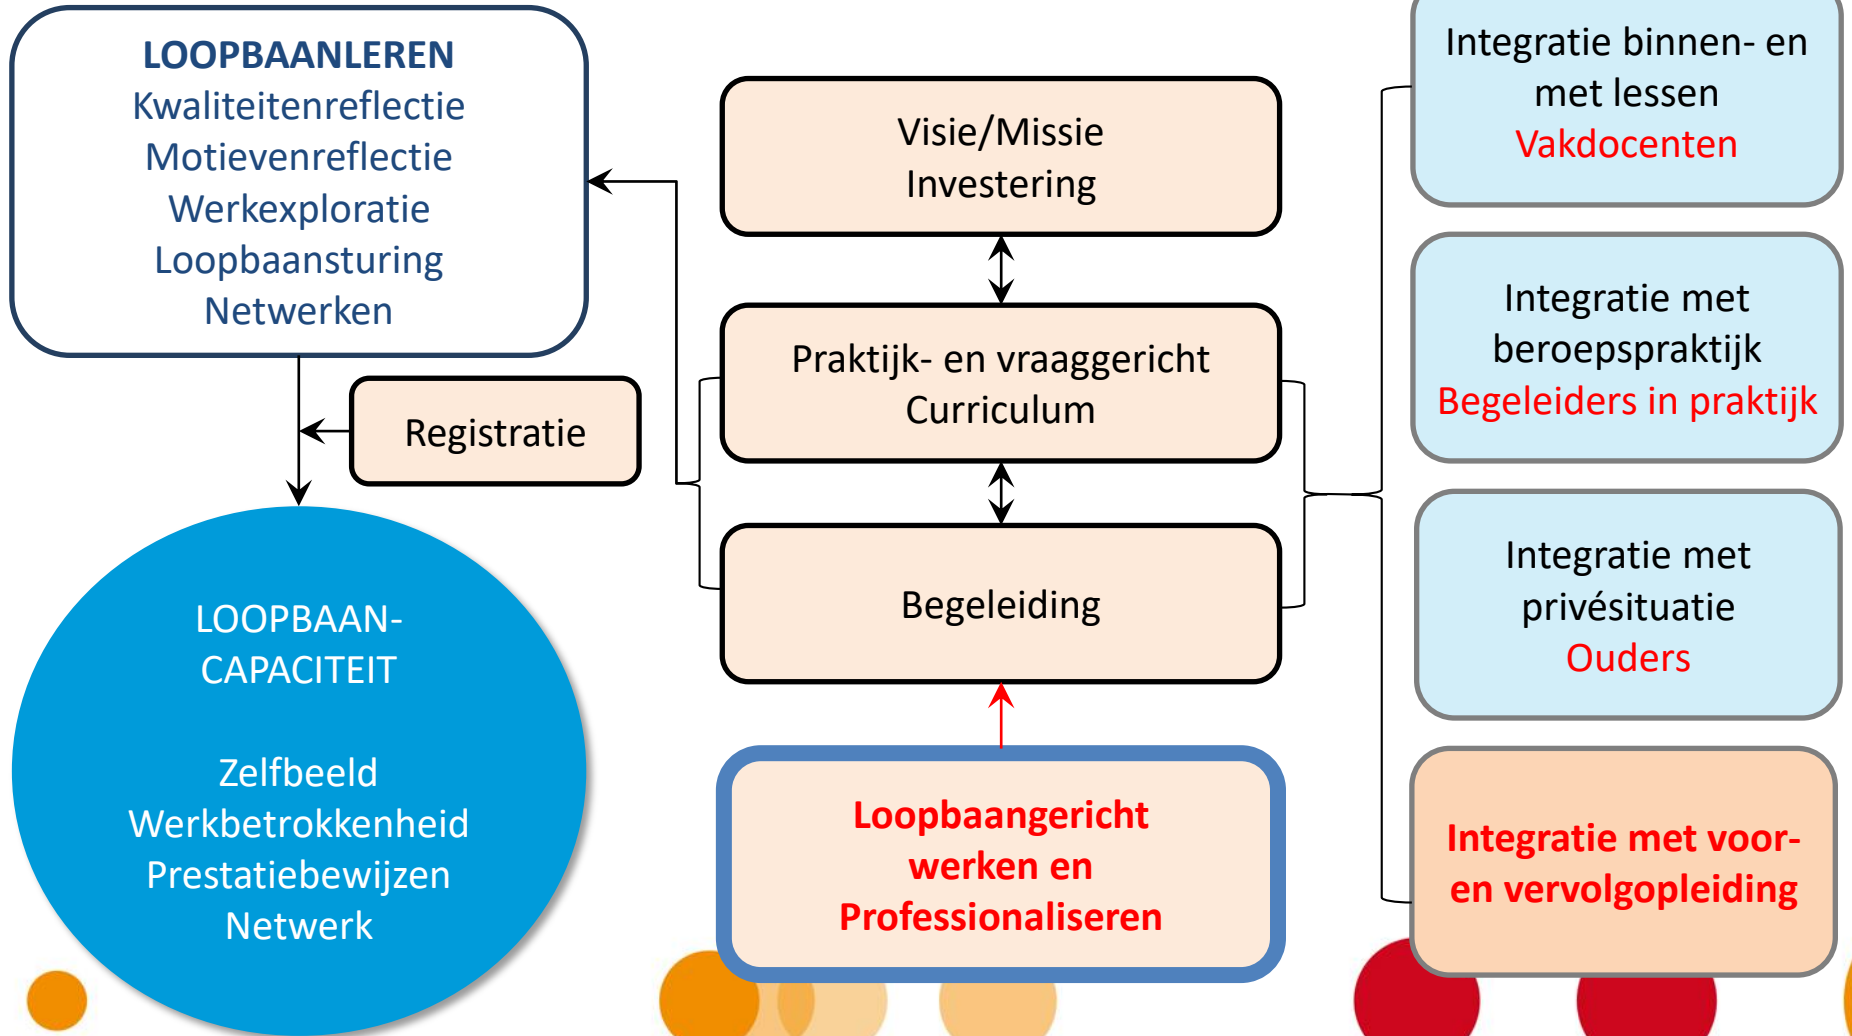 LOOPBAANLEREN
Kwaliteitenreflectie
Motievenreflectie
Werkexploratie
Loopbaansturing
Netwerken
Registratie
LOOPBAAN-
CAPACITEIT
Zelfbeeld
Werkbetrokkenheid
Prestatiebewijzen
Netwerk
Visie/Missie
Investering
Praktijk- en vraaggericht
Curriculum
Begeleiding
Loopbaangericht
werken en
Professionaliseren
Integratie binnen- en
met lessen
Vakdocenten
Integratie met
beroepspraktijk
Begeleiders in praktijk
Integratie met
privésituatie
Ouders
Integratie met voor-
en vervolgopleiding